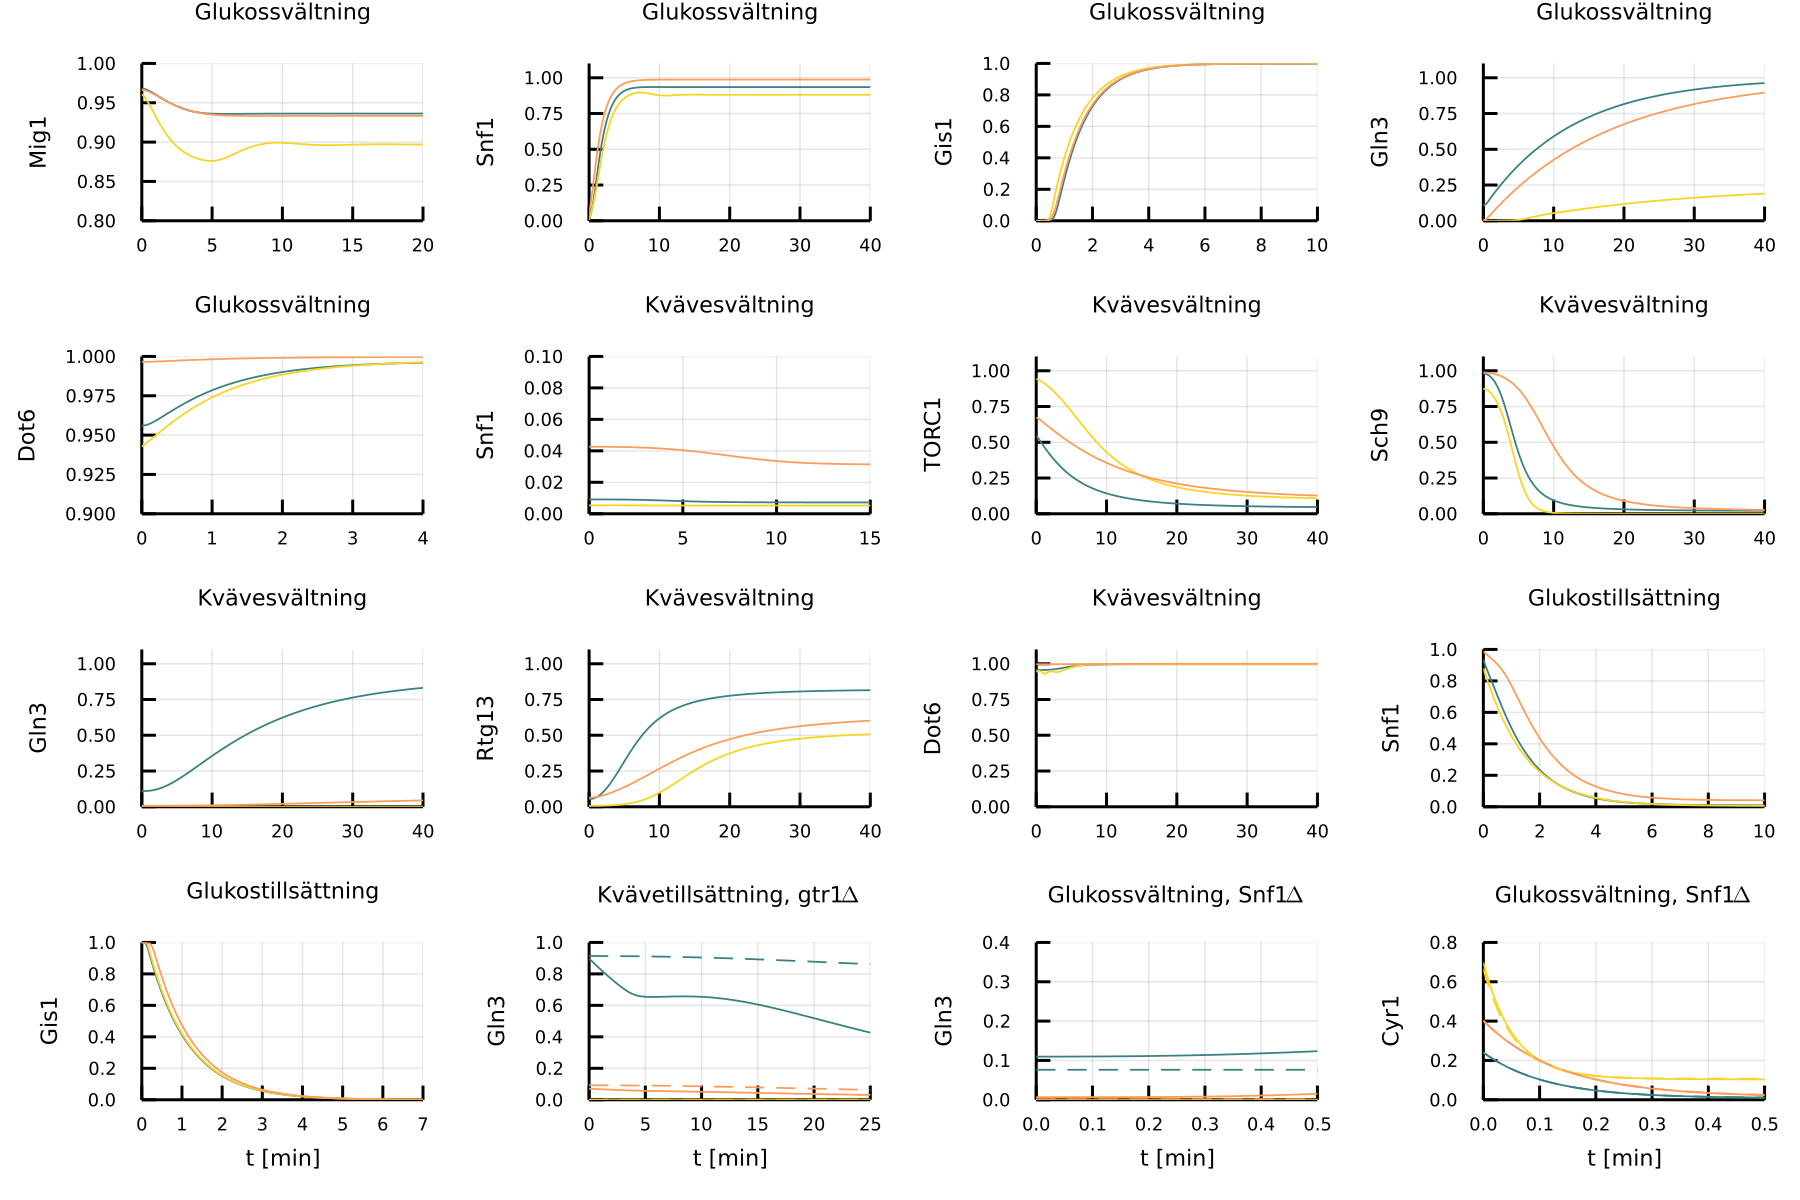 Glukossvältning
Glukossvältning
Glukossvältning
Glukossvältning
Mig1
1.00
0.95
0.90
0.85
0.80
0 5 10 15 20
Snf1
1.00
0.75
0.50
0.25
0.00
0 10 20 30 40
Gis1
1.0
0.8
0.6
0.4
0.2
0.0
0 2 4 6 8 10
Gln3
1.00
0.75
0.50
0.25
0.00
0 10 20 30 40
Glukossvältning
Kvävesvältning
Kvävesvältning
Kvävesvältning
Dot6
1.000
0.975
0.950
0.925
0.900
0 1 2 3 4
Snf1
0.10
0.08
0.06
0.04
0.02
0.00
0 5 10 15
TORC1
1.00
0.75
0.50
0.25
0.00
0 10 20 30 40
Sch9
1.00
0.75
0.50
0.25
0.00
0 10 20 30 40
Kvävesvältning
Kvävesvältning
Kvävesvältning
Glukostillsättning
Gln3
1.00
0.75
0.50
0.25
0.00
0 10 20 30 40
Rtg13
1.00
0.75
0.50
0.25
0.00
0 10 20 30 40
Dot6
1.00
0.75
0.50
0.25
0.00
0 10 20 30 40
Snf1
1.0
0.8
0.6
0.4
0.2
0.0
0 2 4 6 8 10
Glukostillsättning
Kvävetillsättning, gtr1Δ
Glukossvältning, Snf1Δ
Glukossvältning, Snf1Δ
Gis1
1.0
0.8
0.6
0.4
0.2
0.0
0 1 2 3 4 5 6 7
t [min]
Gln3
1.0
0.8
0.6
0.4
0.2
0.0
0 5 10 15 20 25
t [min]
Gln3
0.4
0.3
0.2
0.1
0.0
0.0 0.1 0.2 0.3 0.4 0.5
t [min]
Cyr1
0.8
0.6
0.4
0.2
0.0
0.0 0.1 0.2 0.3 0.4 0.5
t [min]